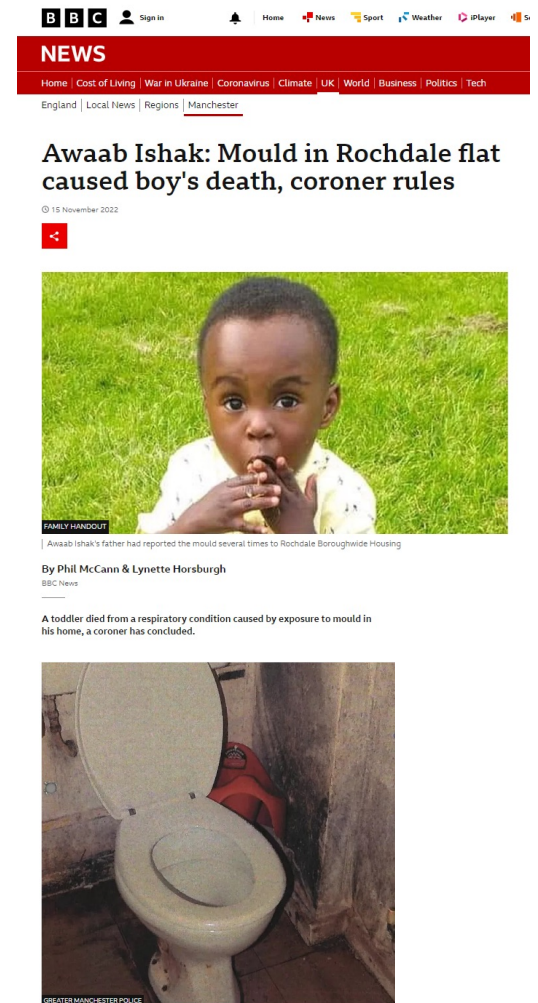 BBC Sign in Home News Sport Weather iPlayer
NEWS
Home Cost of Living War in Ukraine Coronavirus Climate UK World Business Politics Tech
England Local News Regions Manchester
Awaab Ishak: Mould in Rochdale flat
caused boy's death, coroner rules
15 November 2022
FAMILY HANDOUT
Awaab Ishak's father had reported the mould several times to Rochdale Boroughwide Housing
By Phil McCann & Lynette Horsburgh
BBC News
A toddler died from a respiratory condition caused by exposure to mould in
his home, a coroner has concluded.
GREATER MANCHESTER POLICE